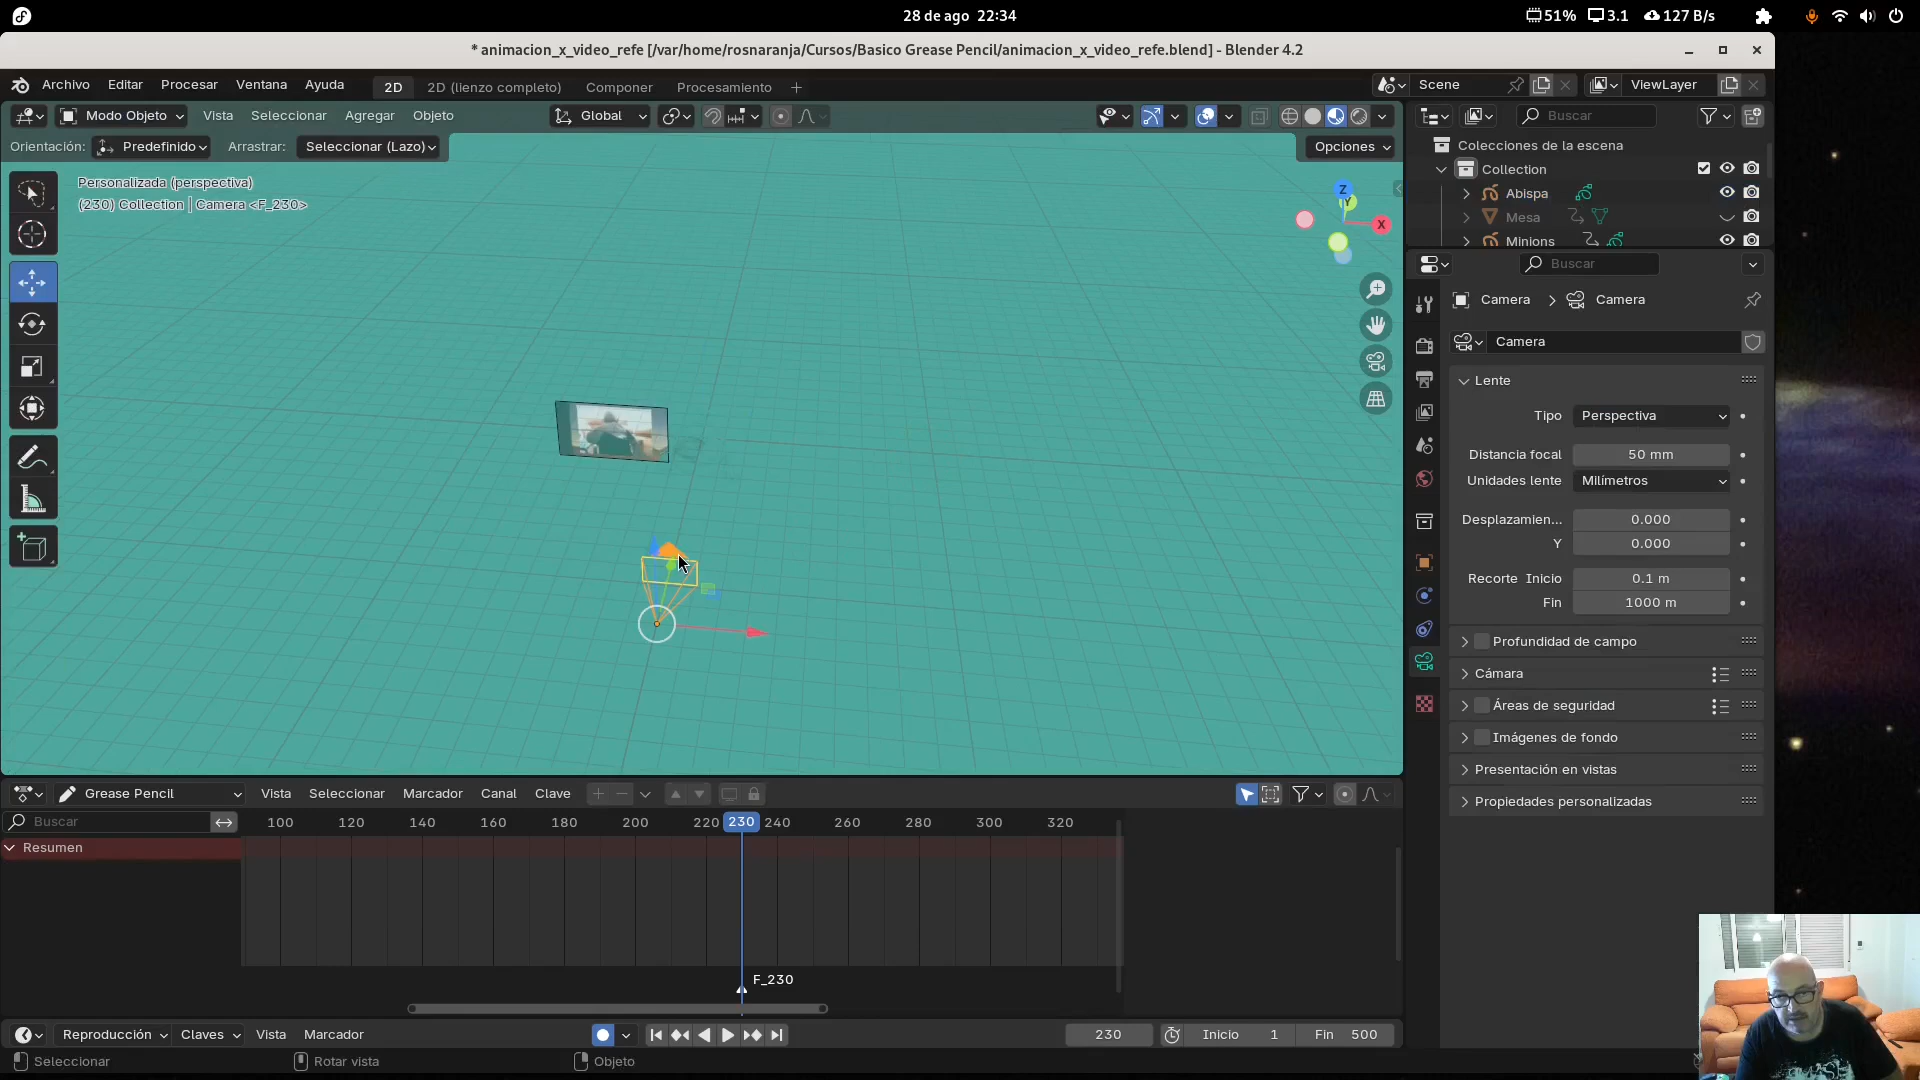 28 de ago 22:34
51% 3.1 127 B/s
* animacion_x_video_refe [/var/home/rosnaranja/Cursos/Basico Grease Pencil/animacion_x_video_refe.blend] - Blender 4.2
Archivo Editar Procesar Ventana Ayuda 2D 2D (lienzo completo) Componer Procesamiento + Scene ViewLayer
Modo Objeto Vista Seleccionar Agregar Objeto Global Buscar
Orientación: Predefinido Arrastrar: Seleccionar (Lazo) Opciones
Colecciones de la escena
Collection
Abispa
Mesa
Minions
Personalizada (perspectiva)
(230) Collection | Camera <F_230>
Z
Y
X
Buscar
Camera > Camera
Camera
Lente
Tipo Perspectiva
Distancia focal 50 mm
Unidades lente Milímetros
Desplazamien... 0.000
Y 0.000
Recorte Inicio 0.1 m
Fin 1000 m
Profundidad de campo
Cámara
Áreas de seguridad
Imágenes de fondo
Presentación en vistas
Propiedades personalizadas
Grease Pencil Vista Seleccionar Marcador Canal Clave
Buscar 100 120 140 160 180 200 220 230 240 260 280 300 320
Resumen
F_230
Reproducción Claves Vista Marcador 230 Inicio 1 Fin 500
Seleccionar Rotar vista Objeto